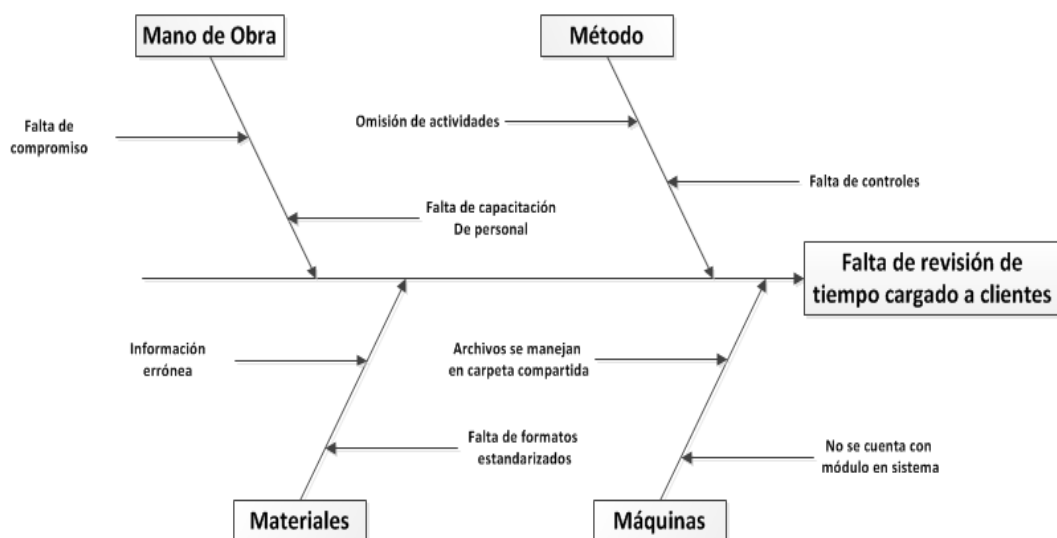 Mano de Obra
Método
Falta de
compromiso
Omisión de actividades
Falta de controles
Falta de capacitación
De personal
Falta de revisión de
tiempo cargado a clientes
Información
errónea
Archivos se manejan
en carpeta compartida
Falta de formatos
estandarizados
No se cuenta con
módulo en sistema
Materiales
Máquinas